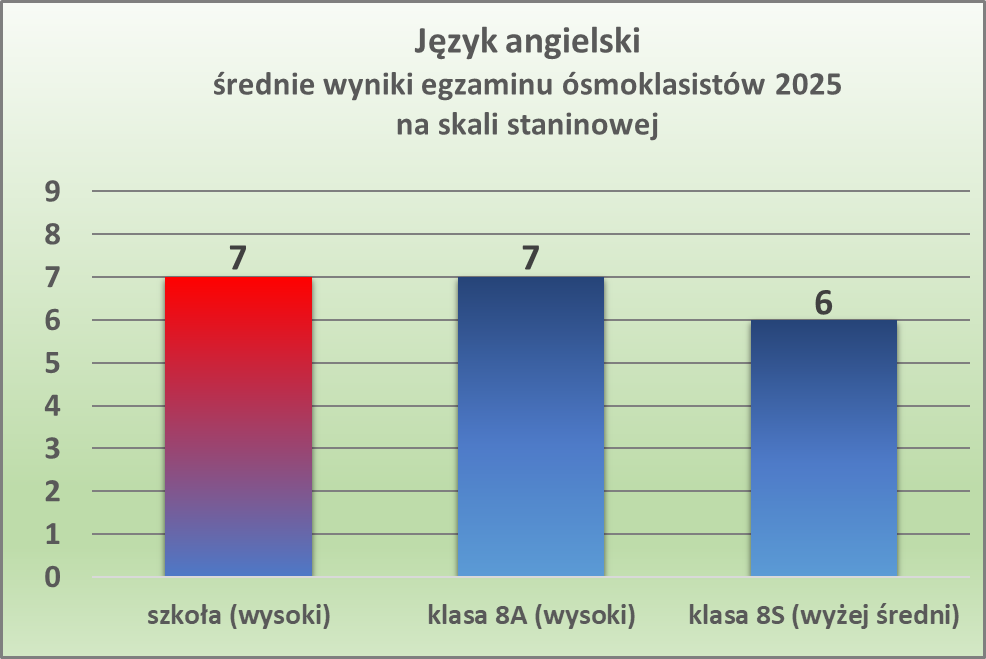 Język angielski
średnie wyniki egzaminu ósmoklasistów 2025
na skali staninowej
9
8
7
6
5
4
3
2
1
0
7
7
6
szkoła (wysoki)
klasa 8A (wysoki)
klasa 8S (wyżej średni)